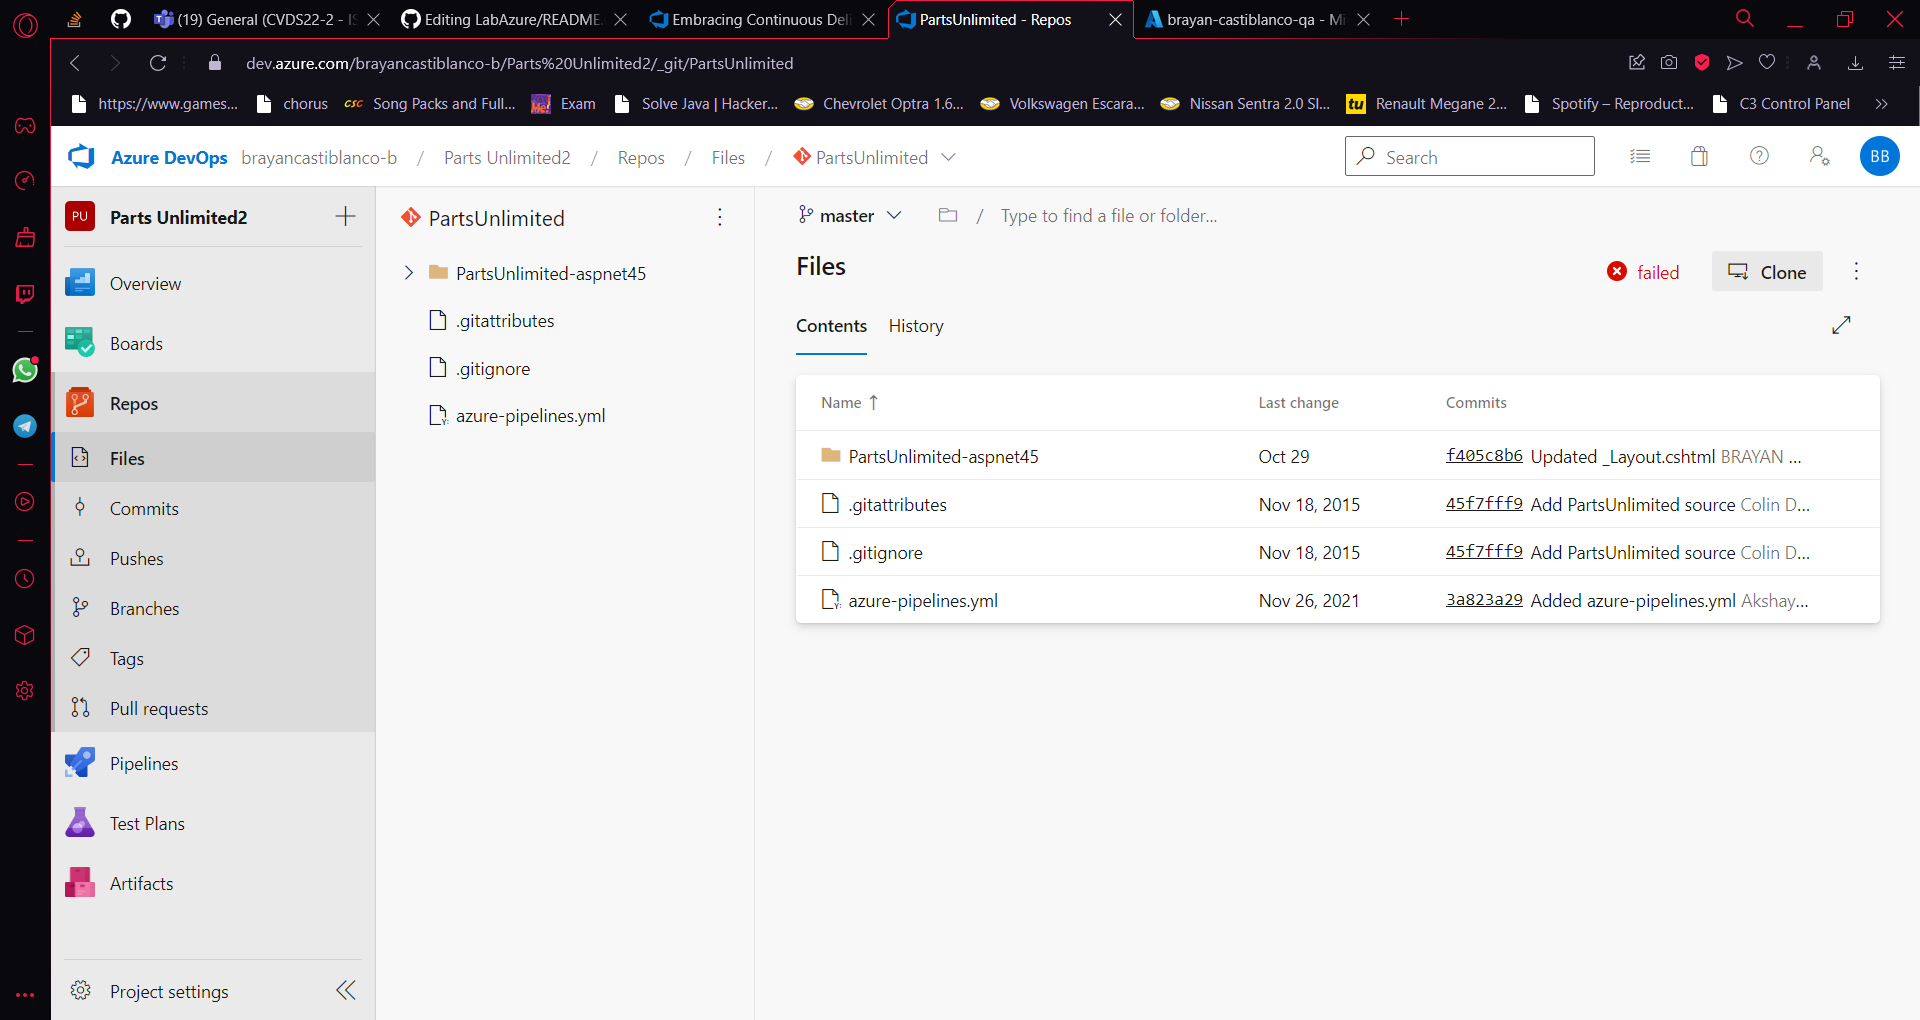 (19) General (CVDS22-2 - IS
Editing LabAzure/README.
Embracing Continuous Deli
PartsUnlimited - Repos
brayan-castiblanco-qa - Mi
dev.azure.com/brayancastiblanco-b/Parts%20Unlimited2/_git/PartsUnlimited
https://www.games...
chorus
CSC
Song Packs and Full...
Exam
Solve Java | Hacker...
Chevrolet Optra 1.6...
Volkswagen Escara...
Nissan Sentra 2.0 Sl...
tu
Renault Megane 2...
Spotify – Reproduct...
C3 Control Panel
Azure DevOps
brayancastiblanco-b
/
Parts Unlimited2
/
Repos
/
Files
/
PartsUnlimited
Search
BB
PU
Parts Unlimited2
Overview
Boards
Repos
Files
Commits
Pushes
Branches
Tags
Pull requests
Pipelines
Test Plans
Artifacts
Project settings
PartsUnlimited
PartsUnlimited-aspnet45
.gitattributes
.gitignore
azure-pipelines.yml
master
/
Type to find a file or folder...
Files
failed
Clone
Contents
History
Name
Last change
Commits
PartsUnlimited-aspnet45
Oct 29
f405c8b6 Updated _Layout.cshtml BRAYAN ...
.gitattributes
Nov 18, 2015
45f7fff9 Add PartsUnlimited source Colin D...
.gitignore
Nov 18, 2015
45f7fff9 Add PartsUnlimited source Colin D...
azure-pipelines.yml
Nov 26, 2021
3a823a29 Added azure-pipelines.yml Akshay...